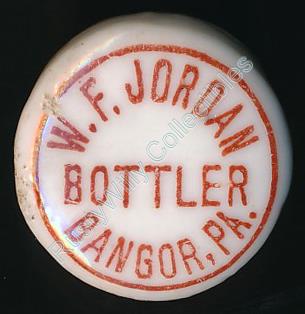 W.F. JORDAN
BOTTLER
BANGOR, PA.